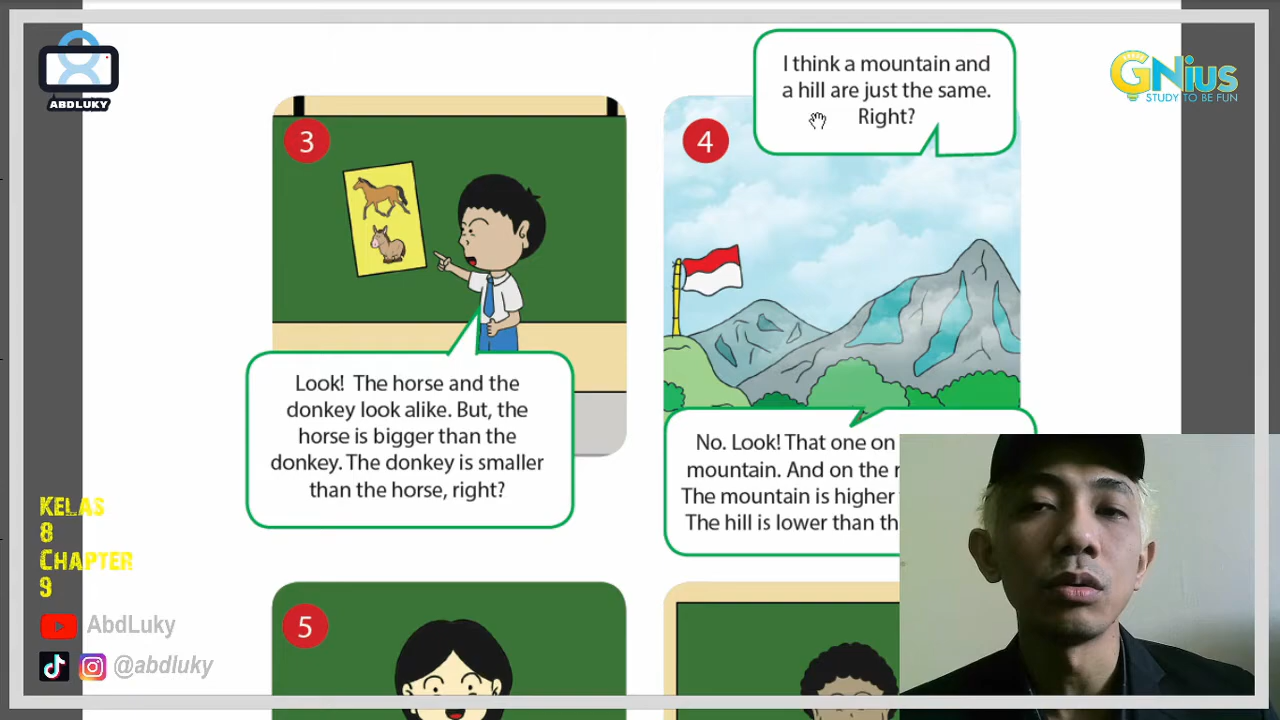 ABDLUKY
GNius
STUDY TO BE FUN
3
Look! The horse and the
donkey look alike. But, the
horse is bigger than the
donkey. The donkey is smaller
than the horse, right?
4
I think a mountain and
a hill are just the same.
Right?
No. Look! That one on
mountain. And on the
The mountain is higher
The hill is lower than
5
KELAS
8
CHAPTER
9
AbdLuky
@abdluky